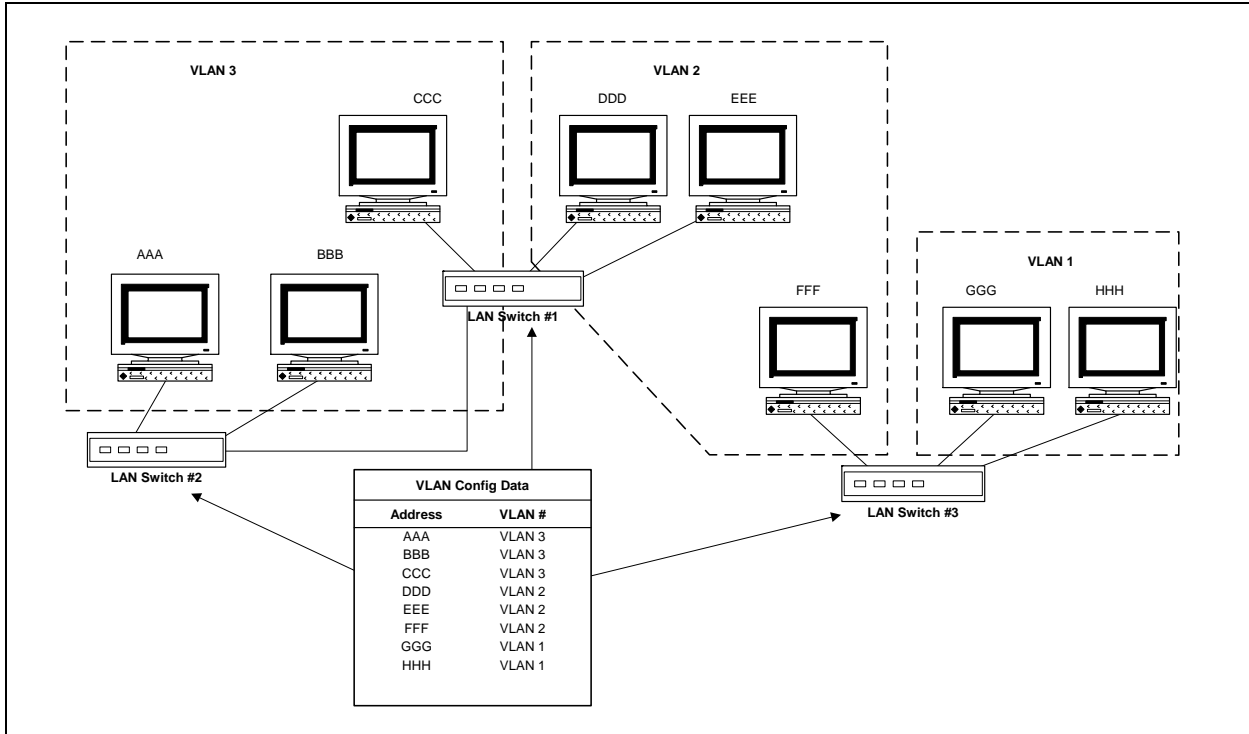 VLAN 3
VLAN 2
CCC
DDD
EEE
AAA
BBB
VLAN 1
FFF
GGG
HHH
LAN Switch #1
LAN Switch #2
LAN Switch #3
VLAN Config Data
Address VLAN #
AAA VLAN 3
BBB VLAN 3
CCC VLAN 3
DDD VLAN 2
EEE VLAN 2
FFF VLAN 2
GGG VLAN 1
HHH VLAN 1